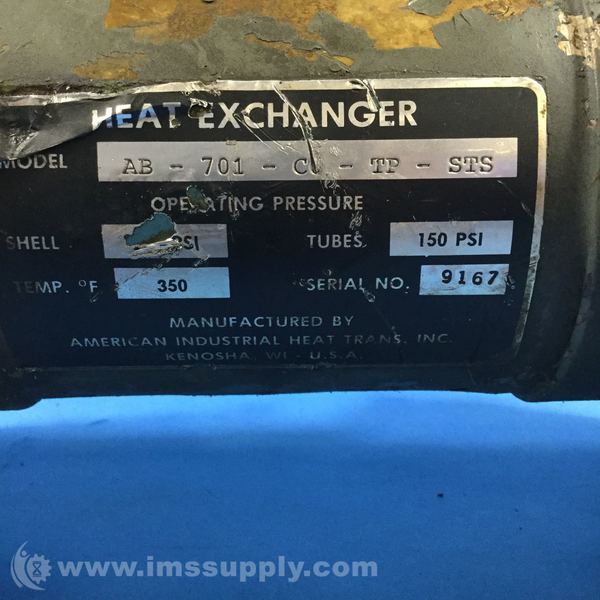 HEAT EXCHANGER
MODEL AB - 701 - - TP - STS
OPERATING PRESSURE
SHELL PSI TUBES 150 PSI
TEMP. °F 350 SERIAL NO. 9167
MANUFACTURED BY
AMERICAN INDUSTRIAL HEAT TRANS. INC.
KENOSHA, WI - U.S.A.
www.imssupply.com